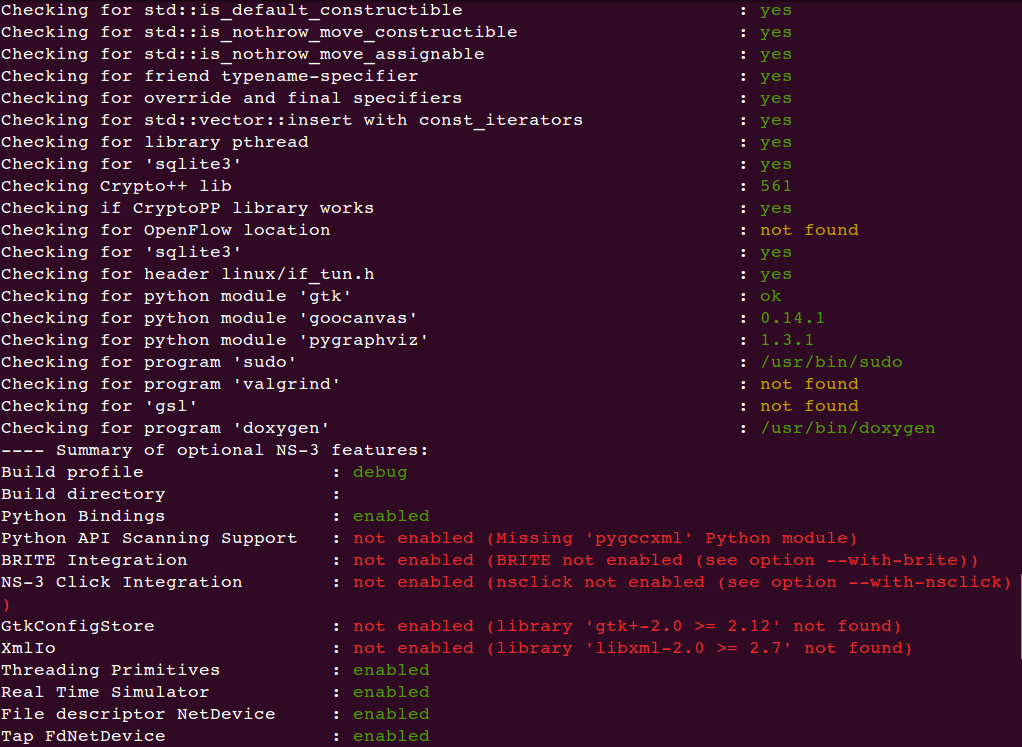 Checking for std::is_default_constructible : yes
Checking for std::is_nothrow_move_constructible : yes
Checking for std::is_nothrow_move_assignable : yes
Checking for friend typename-specifier : yes
Checking for override and final specifiers : yes
Checking for std::vector::insert with const_iterators : yes
Checking for library pthread : yes
Checking for 'sqlite3' : yes
Checking Crypto++ lib : 561
Checking if CryptoPP library works : yes
Checking for OpenFlow location : not found
Checking for 'sqlite3' : yes
Checking for header linux/if_tun.h : yes
Checking for python module 'gtk' : ok
Checking for python module 'goocanvas' : 0.14.1
Checking for python module 'pygraphviz' : 1.3.1
Checking for program 'sudo' : /usr/bin/sudo
Checking for program 'valgrind' : not found
Checking for 'gsl' : not found
Checking for program 'doxygen' : /usr/bin/doxygen
---- Summary of optional NS-3 features:
Build profile : debug
Build directory :
Python Bindings : enabled
Python API Scanning Support : not enabled (Missing 'pygccxml' Python module)
BRITE Integration : not enabled (BRITE not enabled (see option --with-brite))
NS-3 Click Integration : not enabled (nsclick not enabled (see option --with-nsclick)
)
GtkConfigStore : not enabled (library 'gtk+-2.0 >= 2.12' not found)
XmlIo : not enabled (library 'libxml-2.0 >= 2.7' not found)
Threading Primitives : enabled
Real Time Simulator : enabled
File descriptor NetDevice : enabled
Tap FdNetDevice : enabled